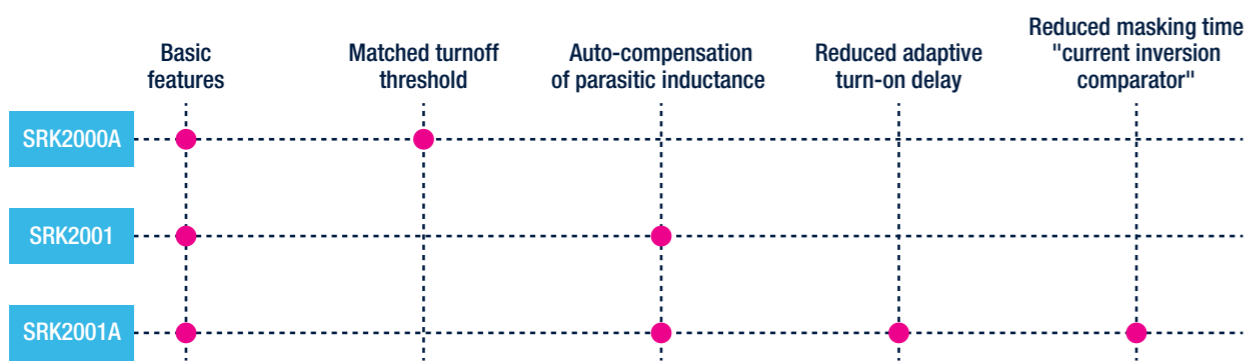 Basic
features
Matched turnoff
threshold
Auto-compensation
of parasitic inductance
Reduced adaptive
turn-on delay
Reduced masking time
"current inversion
comparator"
SRK2000A
SRK2001
SRK2001A